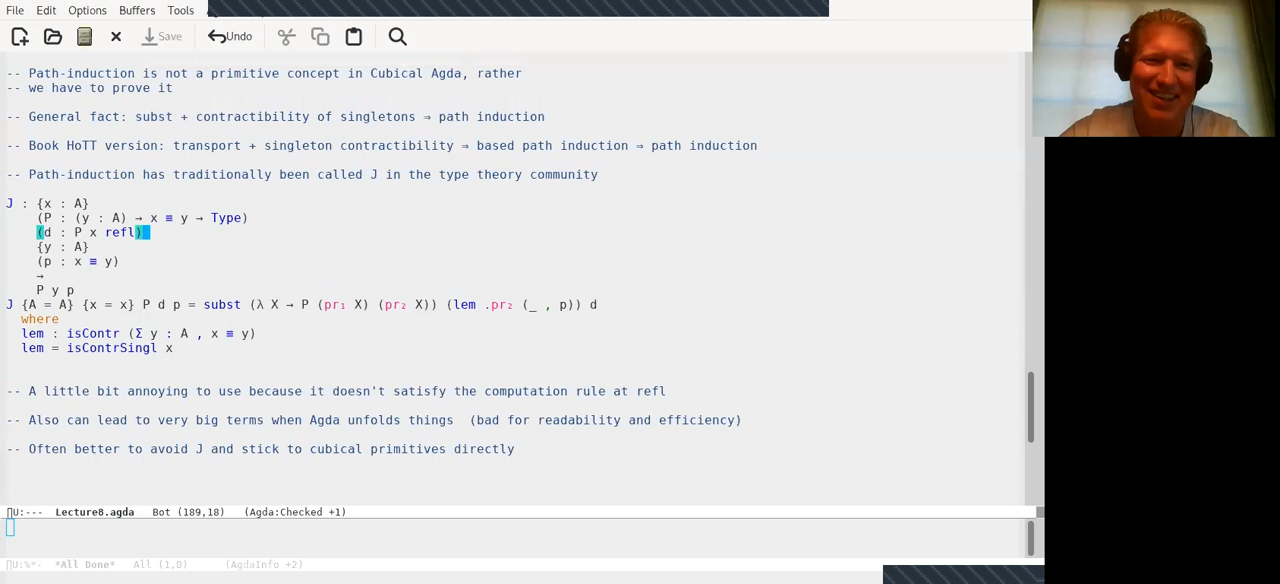 File Edit Options Buffers Tools
Save Undo
-- Path-induction is not a primitive concept in Cubical Agda, rather
-- we have to prove it
-- General fact: subst + contractibility of singletons ⇒ path induction
-- Book HoTT version: transport + singleton contractibility ⇒ based path induction ⇒ path induction
-- Path-induction has traditionally been called J in the type theory community
J : {x : A}
(P : (y : A) → x ≡ y → Type)
(d : P x refl)
{y : A}
(p : x ≡ y)
→
P y p
J {A = A} {x = x} P d p = subst (λ X → P (pr₁ X) (pr₂ X)) (lem .pr₂ (_ , p)) d
where
lem : isContr (Σ y : A , x ≡ y)
lem = isContrSingl x
-- A little bit annoying to use because it doesn't satisfy the computation rule at refl
-- Also can lead to very big terms when Agda unfolds things  (bad for readability and efficiency)
-- Often better to avoid J and stick to cubical primitives directly
U:--- Lecture8.agda Bot (189,18) (Agda:Checked +1)
U:%*- *All Done* All (1,0) (AgdaInfo +2)